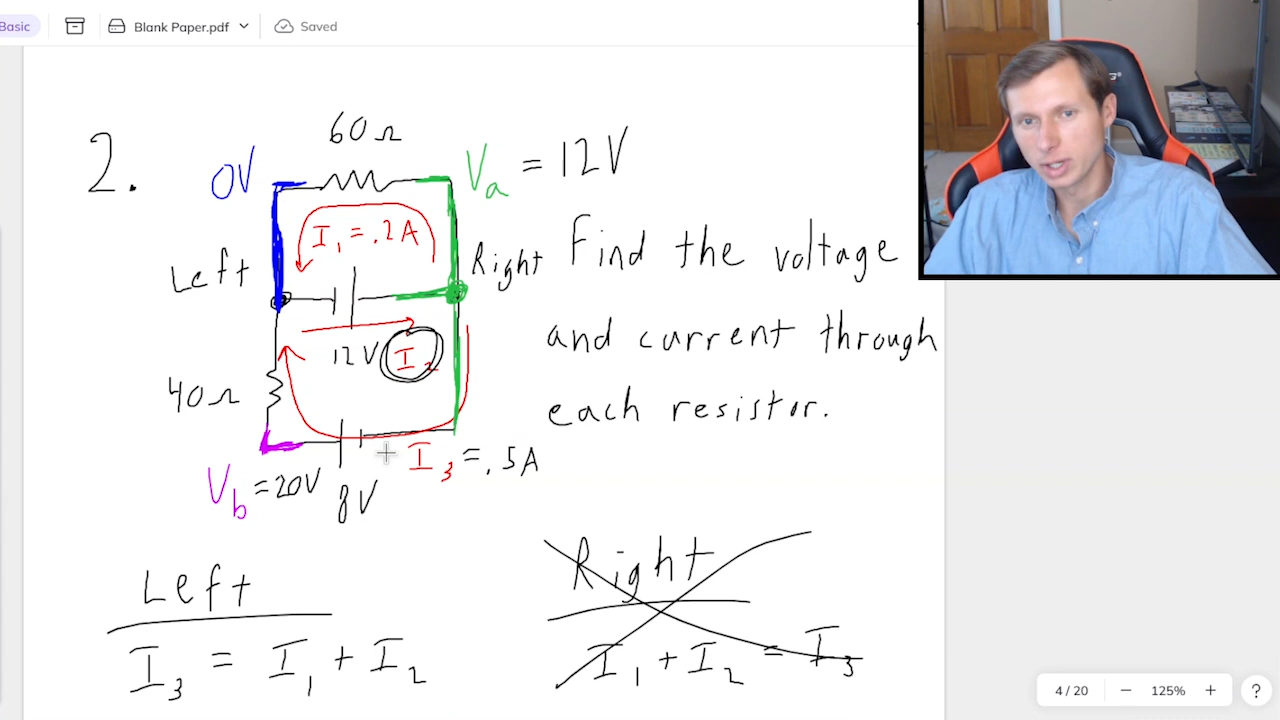 Basic
Blank Paper.pdf
Saved
2.
60Ω
0V
Va = 12V
I1 = .2A
Left
Right
Find the voltage
12V
I2
and current through
40Ω
each resistor.
I3 = .5A
Vb = 20V
8V
Left
Right
I3 = I1 + I2
I1 + I2 = I3
4 / 20
125%
?